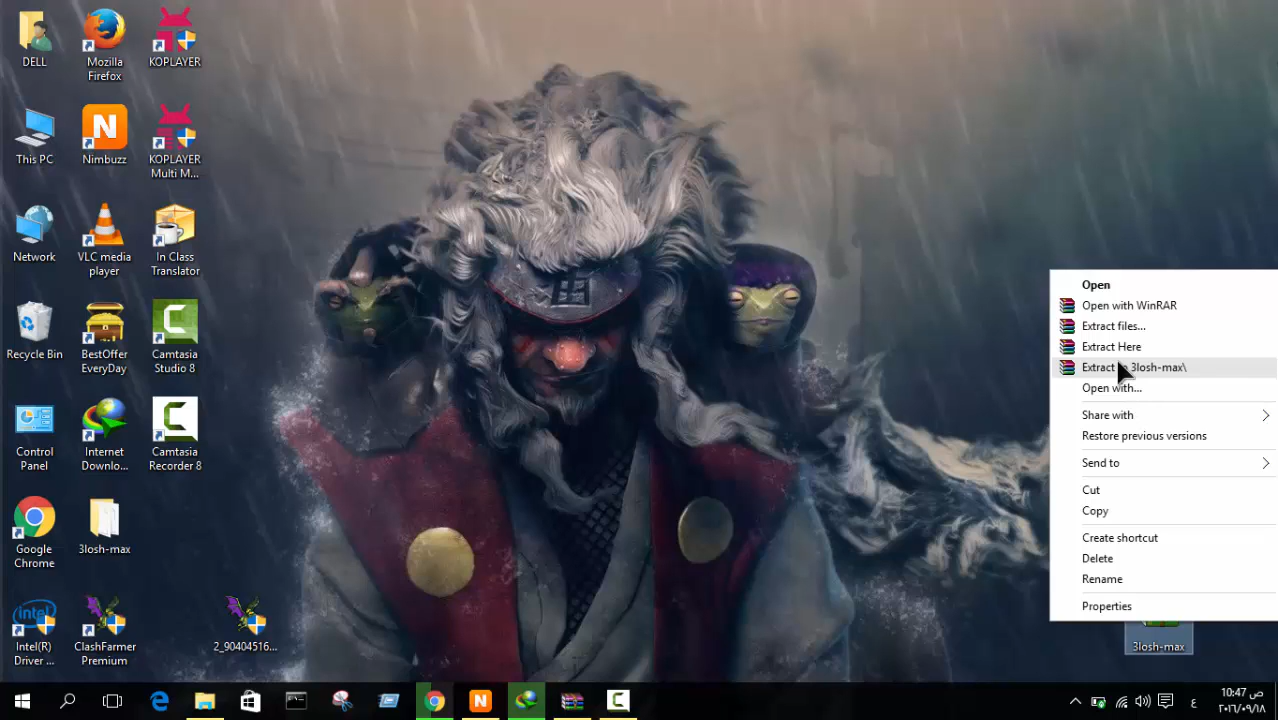 DELL
Mozilla
Firefox
KOPLAYER
This PC
Nimbuzz
KOPLAYER
Multi M...
Network
VLC media
player
In Class
Translator
Recycle Bin
BestOffer
EveryDay
Camtasia
Studio 8
Control
Panel
Internet
Downlo...
Camtasia
Recorder 8
Google
Chrome
3losh-max
Intel(R)
Driver ...
ClashFarmer
Premium
2_90404516...
Open
Open with WinRAR
Extract files...
Extract Here
Extract 3losh-max\
Open with...
Share with
Restore previous versions
Send to
Cut
Copy
Create shortcut
Delete
Rename
Properties
3losh-max
ع
10:47 ص
٢٠١٦/٠٩/١٨